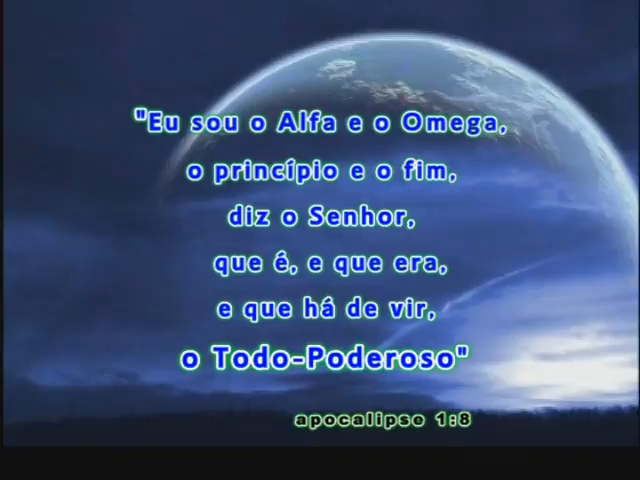 "Eu sou o Alfa e o Omega,
o princípio e o fim,
diz o Senhor,
que é, e que era,
e que há de vir,
o Todo-Poderoso"
apocalipse 1:8